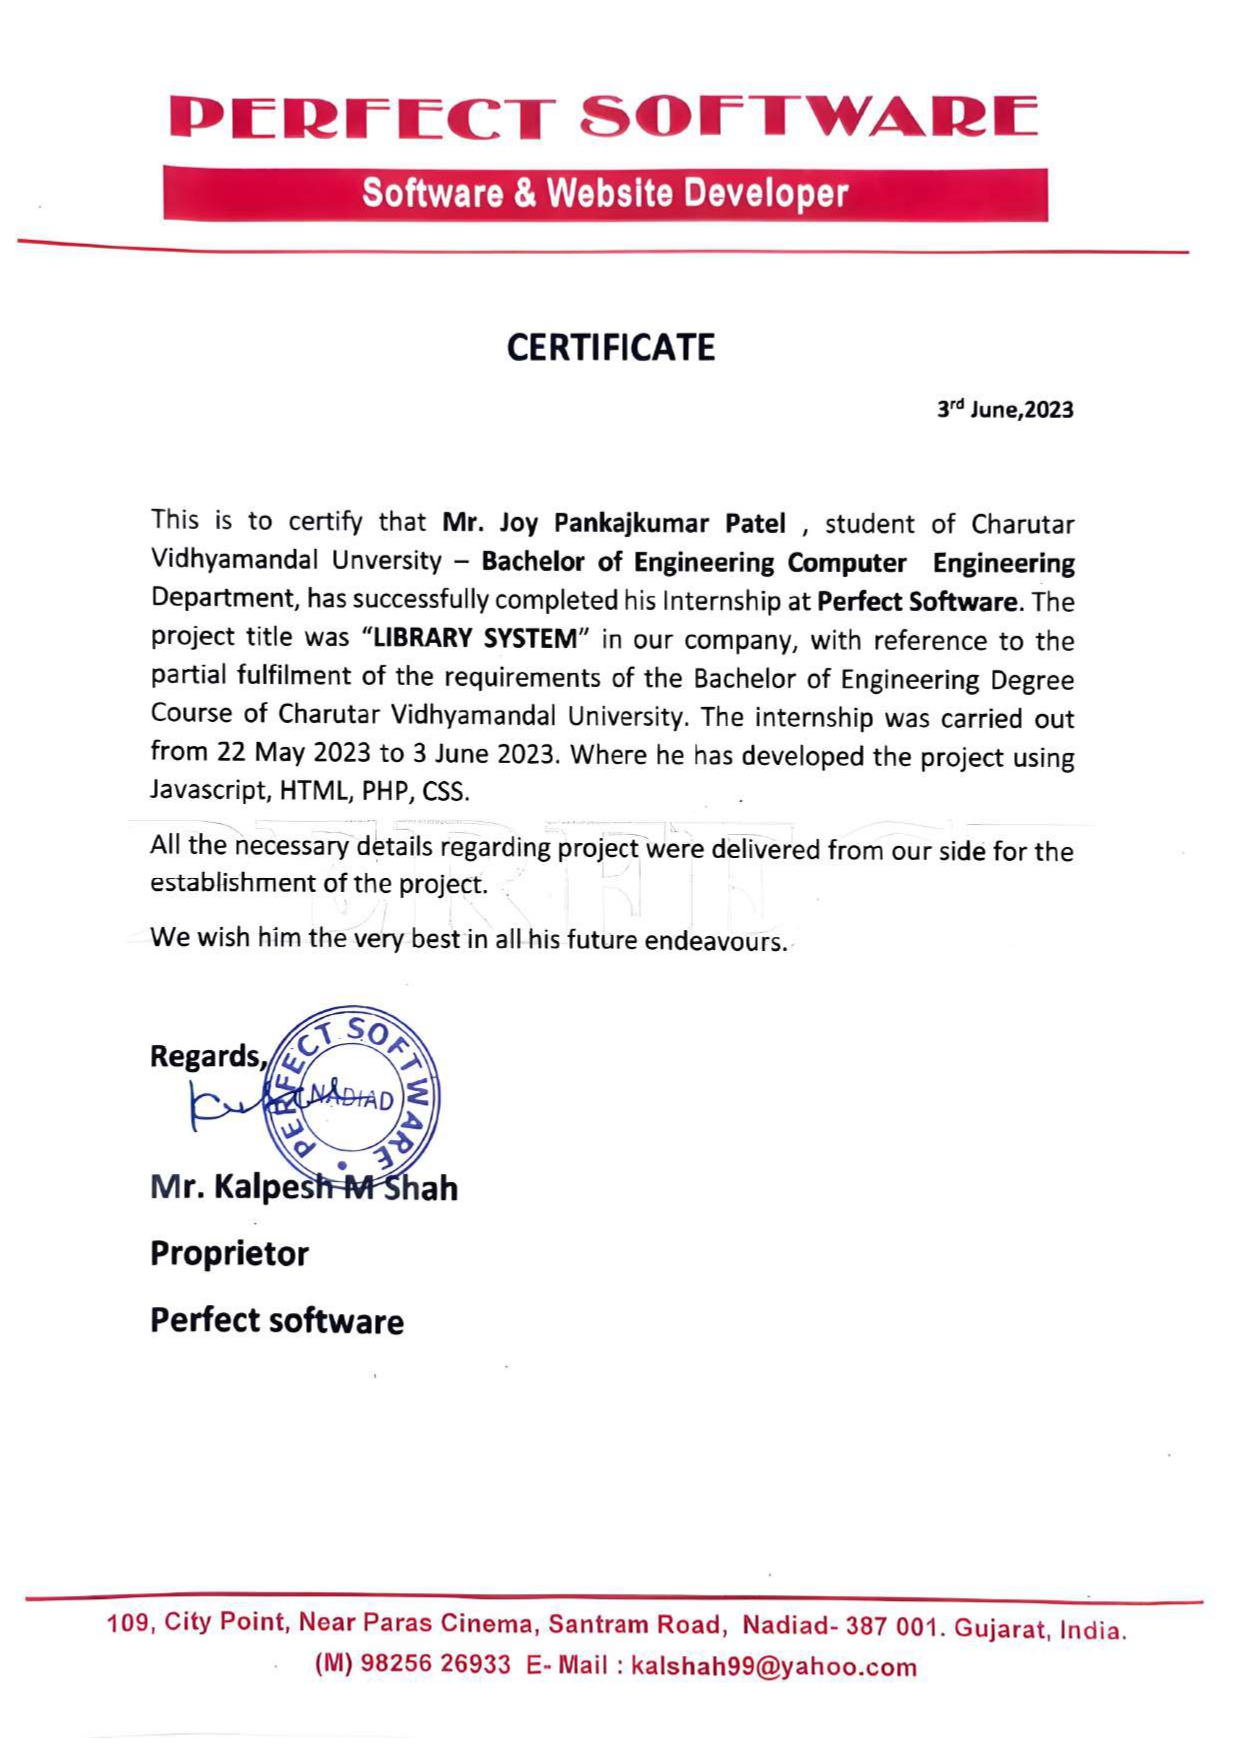 PERFECT SOFTWARE
Software & Website Developer
CERTIFICATE
3rd June,2023
This is to certify that Mr. Joy Pankajkumar Patel , student of Charutar
Vidhyamandal Unversity – Bachelor of Engineering Computer Engineering
Department, has successfully completed his Internship at Perfect Software. The
project title was “LIBRARY SYSTEM” in our company, with reference to the
partial fulfilment of the requirements of the Bachelor of Engineering Degree
Course of Charutar Vidhyamandal University. The internship was carried out
from 22 May 2023 to 3 June 2023. Where he has developed the project using
Javascript, HTML, PHP, CSS.
All the necessary details regarding project were delivered from our side for the
establishment of the project.
We wish him the very best in all his future endeavours.
Regards,
PERFECT SOFTWARE
NADIAD
Mr. Kalpesh M Shah
Proprietor
Perfect software
109, City Point, Near Paras Cinema, Santram Road, Nadiad- 387 001. Gujarat, India.
(M) 98256 26933 E- Mail : kalshah99@yahoo.com